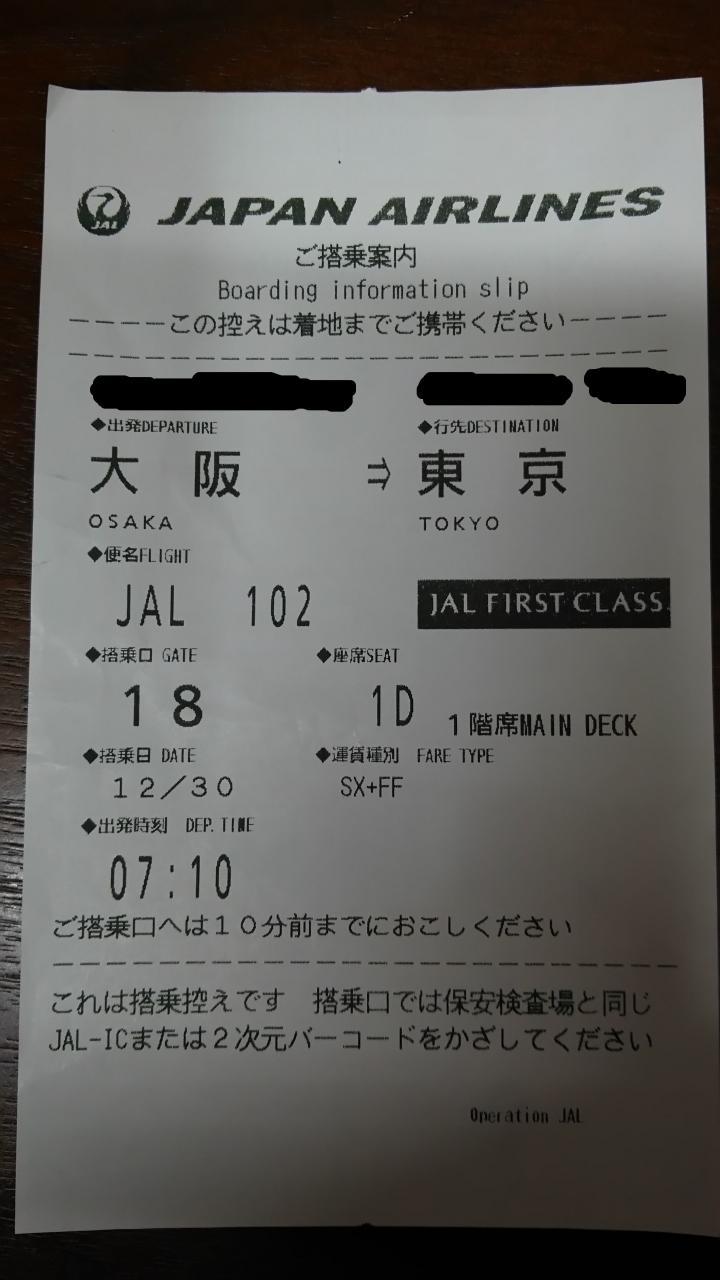 JAL JAPAN AIRLINES
ご搭乗案内
Boarding information slip
----この控えは着地までご携帯ください----
◆出発DEPARTURE ◆行先DESTINATION
大 阪 ⇒ 東 京
OSAKA TOKYO
◆便名FLIGHT
JAL 102 JAL FIRST CLASS
◆搭乗口 GATE ◆座席SEAT
18 1D 1階席MAIN DECK
◆搭乗日 DATE ◆運賃種別 FARE TYPE
12/30 SX+FF
◆出発時刻 DEP. TIME
07:10
ご搭乗口へは10分前までにおこしください
これは搭乗控えです 搭乗口では保安検査場と同じ
JAL-ICまたは2次元バーコードをかざしてください
Operation JAL